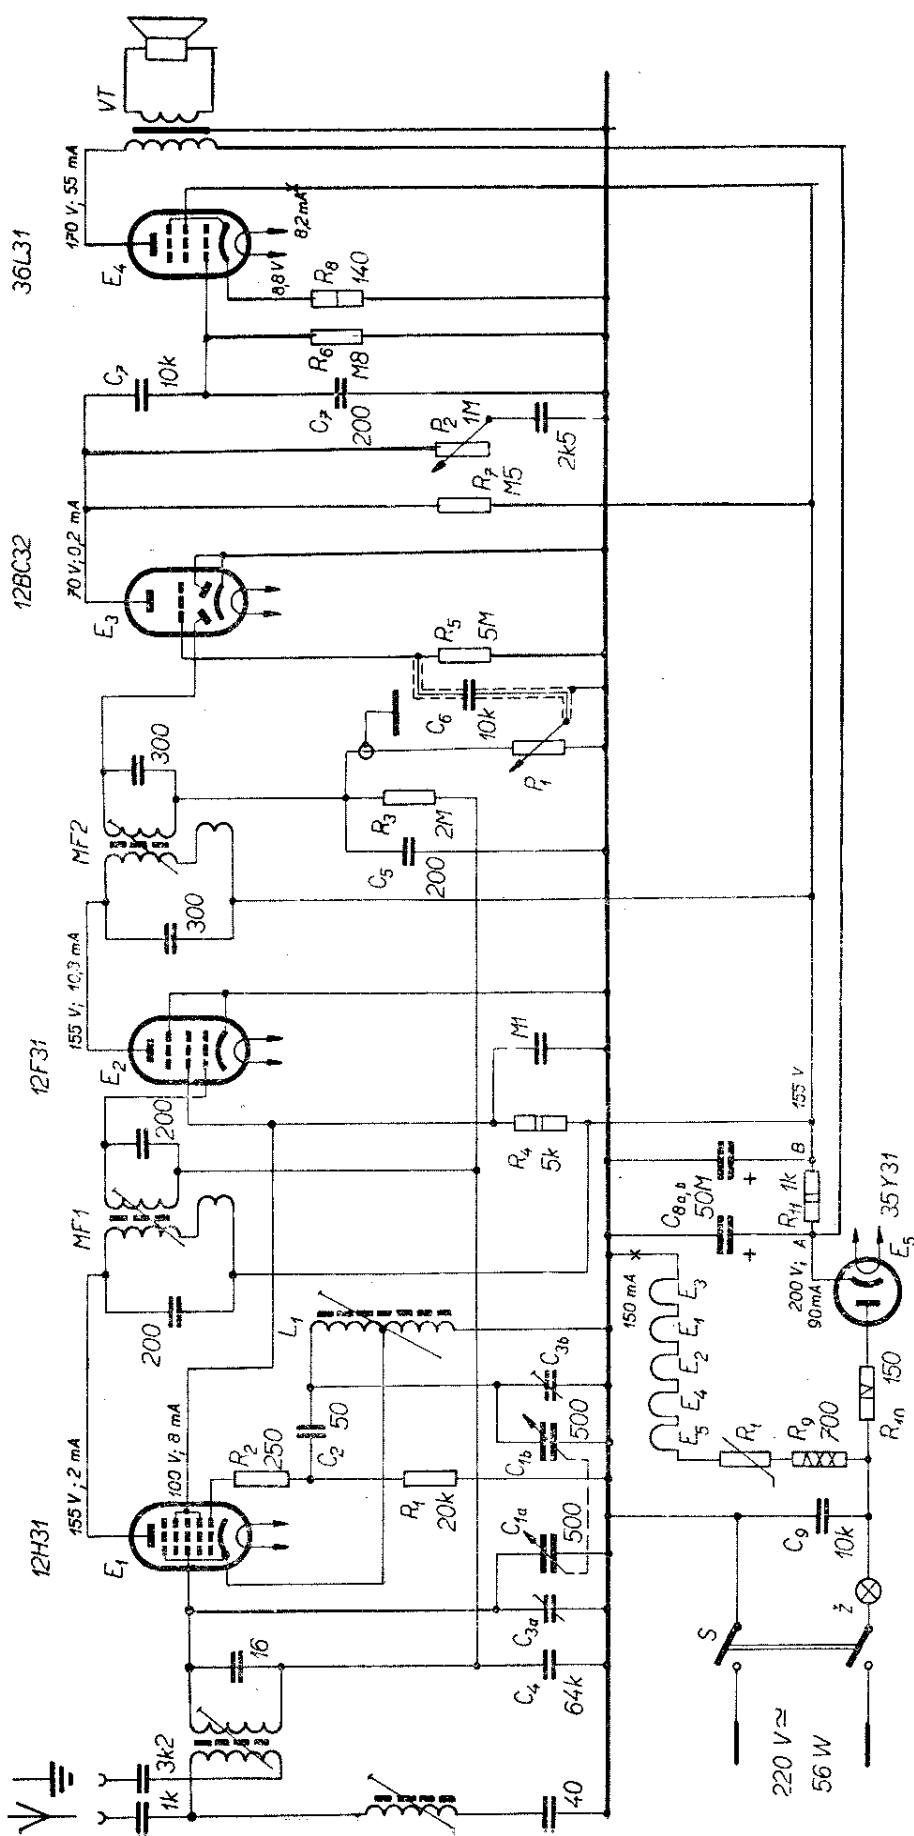 12H31
12F31
12BC32
36L31
155 V; 2 mA
MF1
155 V; 10,3 mA
MF2
70 V; 0,2 mA
C7
10k
170 V; 55 mA
VT
1k
3k2
16
E1
100 V; 8 mA
200
200
E2
300
300
E3
E4
8,8V
8,2 mA
R2
250
C2
50
L1
R1
20k
C5
200
R3
2M
P1
C6
10k
R5
5M
R7
M5
P2
1M
2k5
C7
200
R6
M8
R8
140
40
C4
64k
C3a
C1a
500
C1b
500
C3b
R4
5k
M1
150 mA
E5
E4
E2
E1
E3
C8a,b
50M
+
+
S
220 V≃
56 W
ž
C9
10k
R1
R9
700
R10
150
200 V;
90 mA
A
R11
1k
B
155 V
E5
35Y31